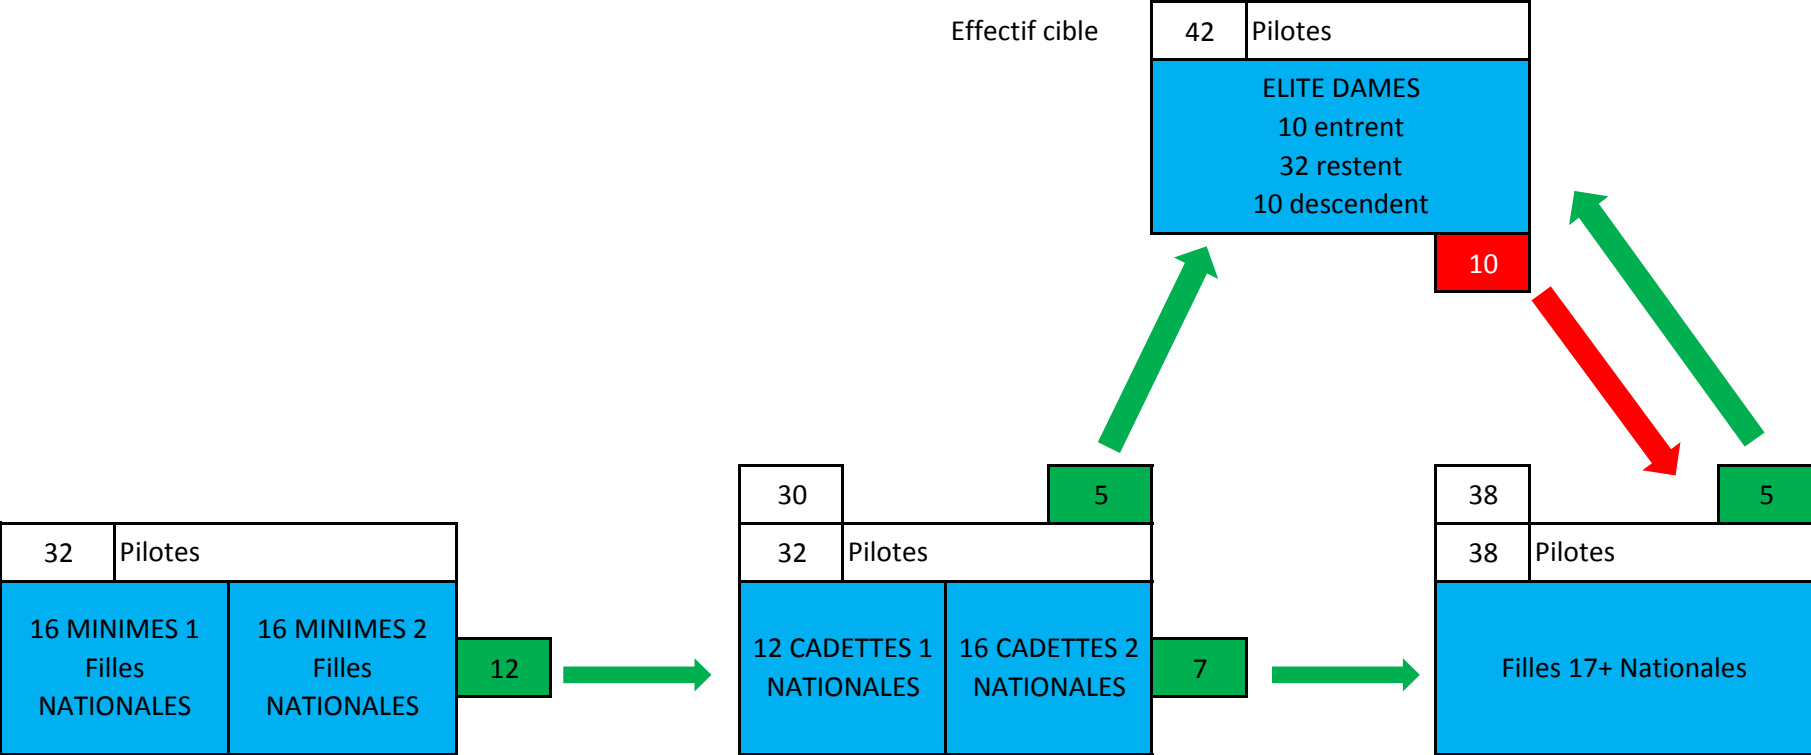 Effectif cible
42 Pilotes
ELITE DAMES
10 entrent
32 restent
10 descendent
10
30
5
38
5
32 Pilotes
32 Pilotes
38 Pilotes
16 MINIMES 1
Filles
NATIONALES
16 MINIMES 2
Filles
NATIONALES
12
12 CADETTES 1
NATIONALES
16 CADETTES 2
NATIONALES
7
Filles 17+ Nationales